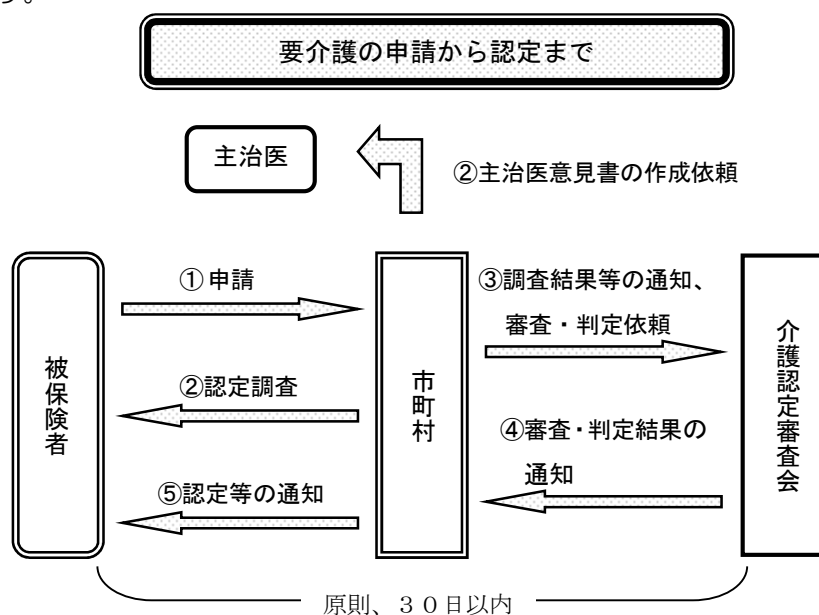 う。
要介護の申請から認定まで
主治医
②主治医意見書の作成依頼
①申請
③調査結果等の通知、
審査・判定依頼
被保険者
②認定調査
市町村
④審査・判定結果の
通知
介護認定審査会
⑤認定等の通知
原則、３０日以内